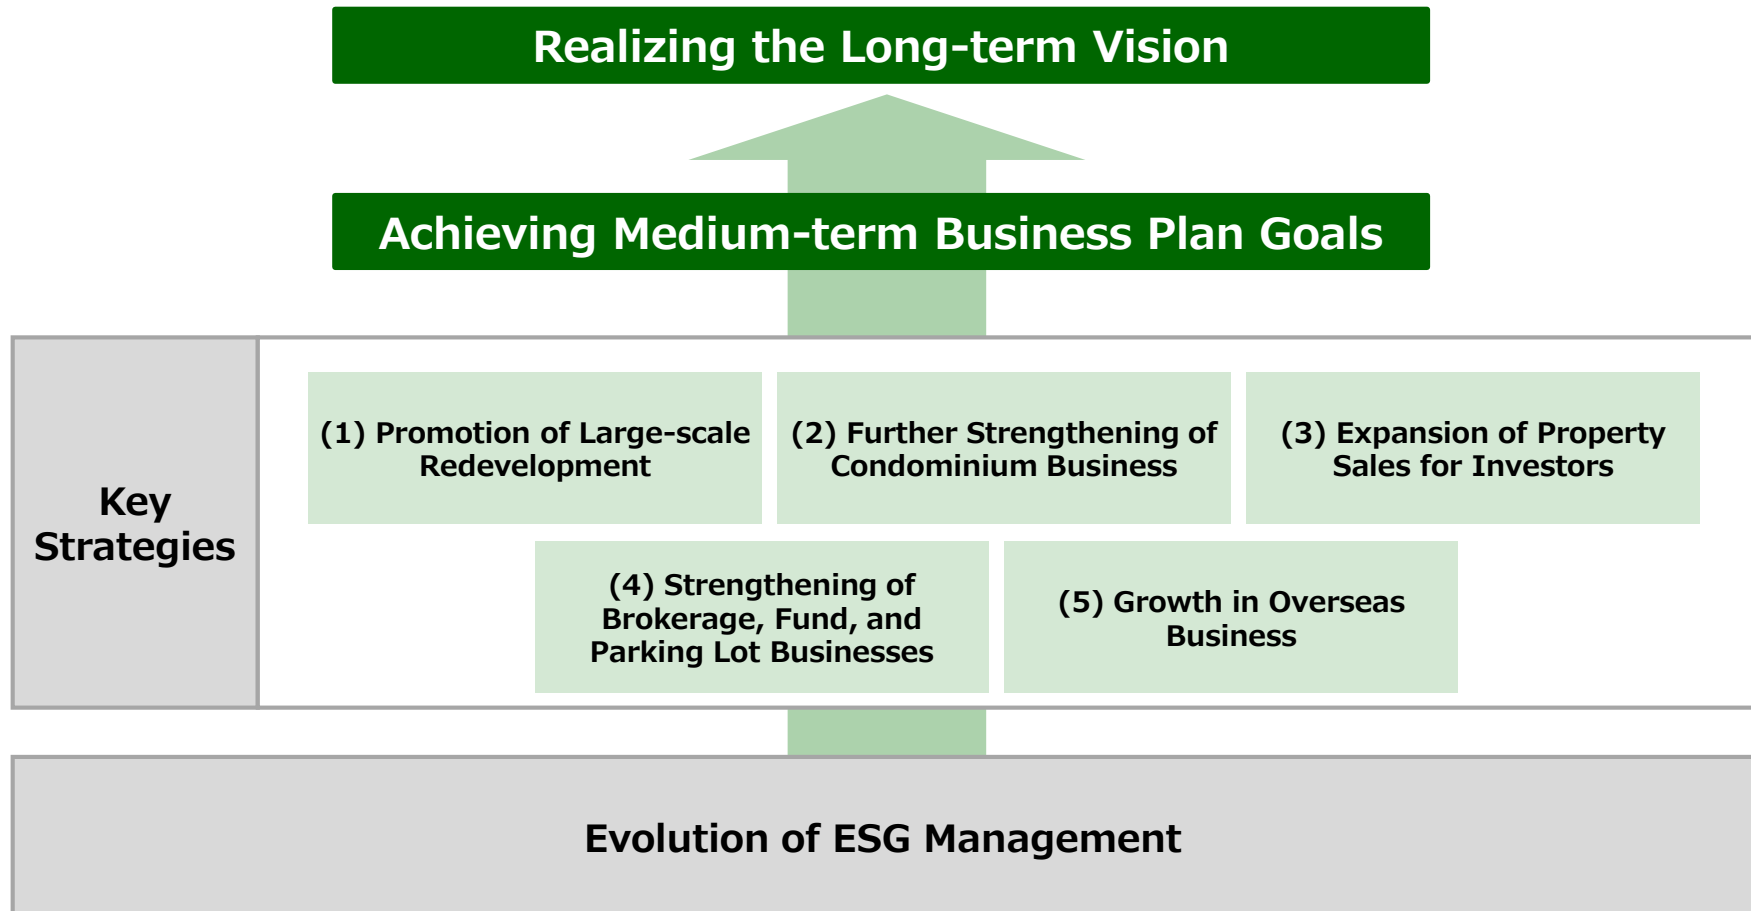 Realizing the Long-term Vision
Achieving Medium-term Business Plan Goals
Key
Strategies
(1) Promotion of Large-scale
Redevelopment
(2) Further Strengthening of
Condominium Business
(3) Expansion of Property
Sales for Investors
(4) Strengthening of
Brokerage, Fund, and
Parking Lot Businesses
(5) Growth in Overseas
Business
Evolution of ESG Management